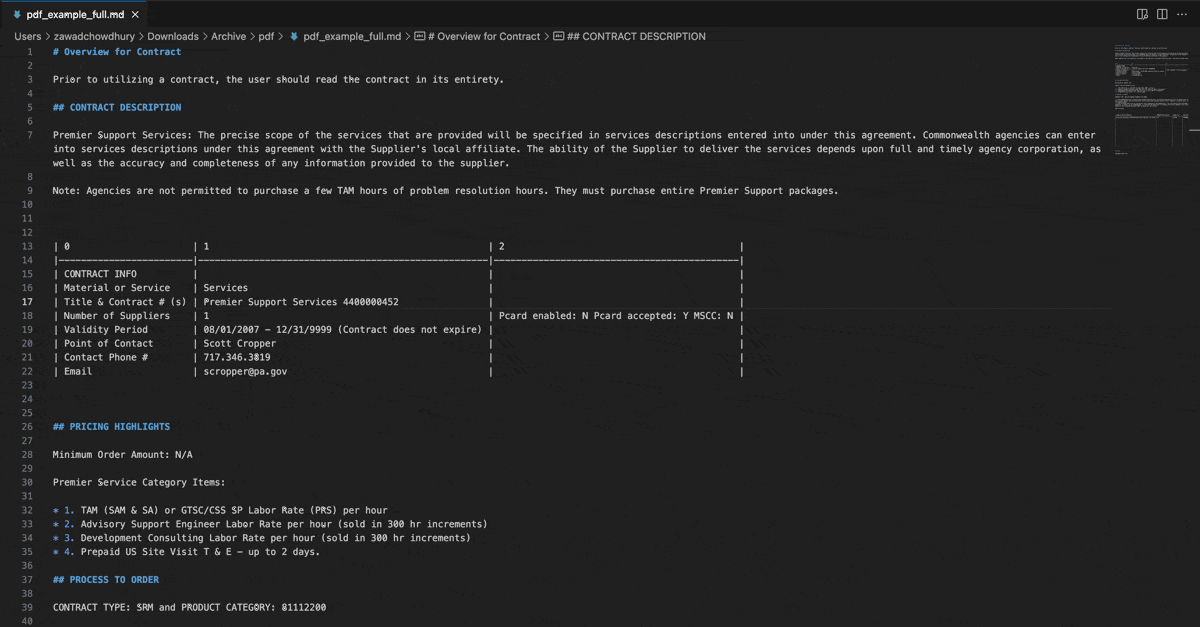 pdf_example_full.md ×
Users > zawadchowdhury > Downloads > Archive > pdf > pdf_example_full.md > # Overview for Contract > ## CONTRACT DESCRIPTION
1 # Overview for Contract
2
3 Prior to utilizing a contract, the user should read the contract in its entirety.
4
5 ## CONTRACT DESCRIPTION
6
7 Premier Support Services: The precise scope of the services that are provided will be specified in services descriptions entered into under this agreement. Commonwealth agencies can enter
into services descriptions under this agreement with the Supplier's local affiliate. The ability of the Supplier to deliver the services depends upon full and timely agency corporation, as
well as the accuracy and completeness of any information provided to the supplier.
8
9 Note: Agencies are not permitted to purchase a few TAM hours of problem resolution hours. They must purchase entire Premier Support packages.
10
11
12
13 | 0 | 1 | 2 |
14 |------------------------|----------------------------------------------------|--------------------------------------------|
15 | CONTRACT INFO | | |
16 | Material or Service | Services | |
17 | Title & Contract # (s) | Premier Support Services 4400000452 | |
18 | Number of Suppliers | 1 | Pcard enabled: N Pcard accepted: Y MSCC: N |
19 | Validity Period | 08/01/2007 - 12/31/9999 (Contract does not expire) | |
20 | Point of Contact | Scott Cropper | |
21 | Contact Phone # | 717.346.3819 | |
22 | Email | scropper@pa.gov | |
23
24
25
26 ## PRICING HIGHLIGHTS
27
28 Minimum Order Amount: N/A
29
30 Premier Service Category Items:
31
32 * 1. TAM (SAM & SA) or GTSC/CSS SP Labor Rate (PRS) per hour
33 * 2. Advisory Support Engineer Labor Rate per hour (sold in 300 hr increments)
34 * 3. Development Consulting Labor Rate per hour (sold in 300 hr increments)
35 * 4. Prepaid US Site Visit T & E - up to 2 days.
36
37 ## PROCESS TO ORDER
38
39 CONTRACT TYPE: SRM and PRODUCT CATEGORY: 81112200
40